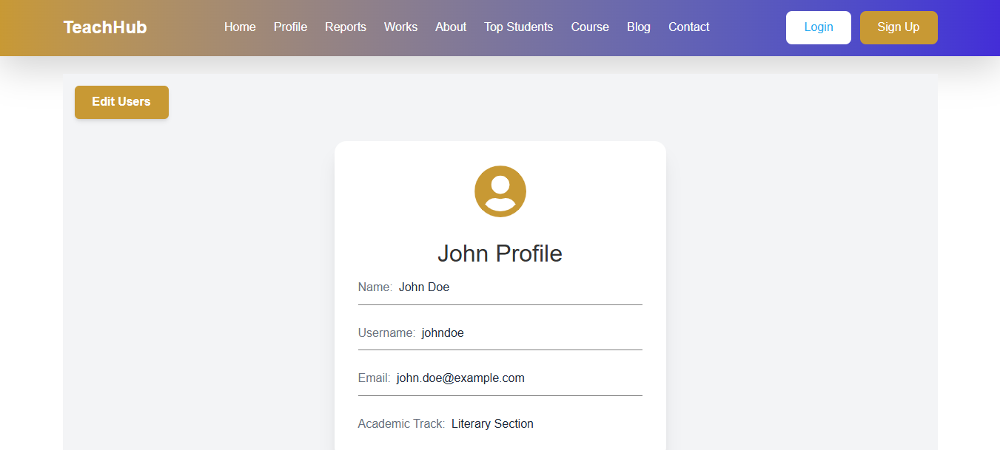 TeachHub Home Profile Reports Works About Top Students Course Blog Contact Login Sign Up
Edit Users
John Profile
Name: John Doe
Username: johndoe
Email: john.doe@example.com
Academic Track: Literary Section